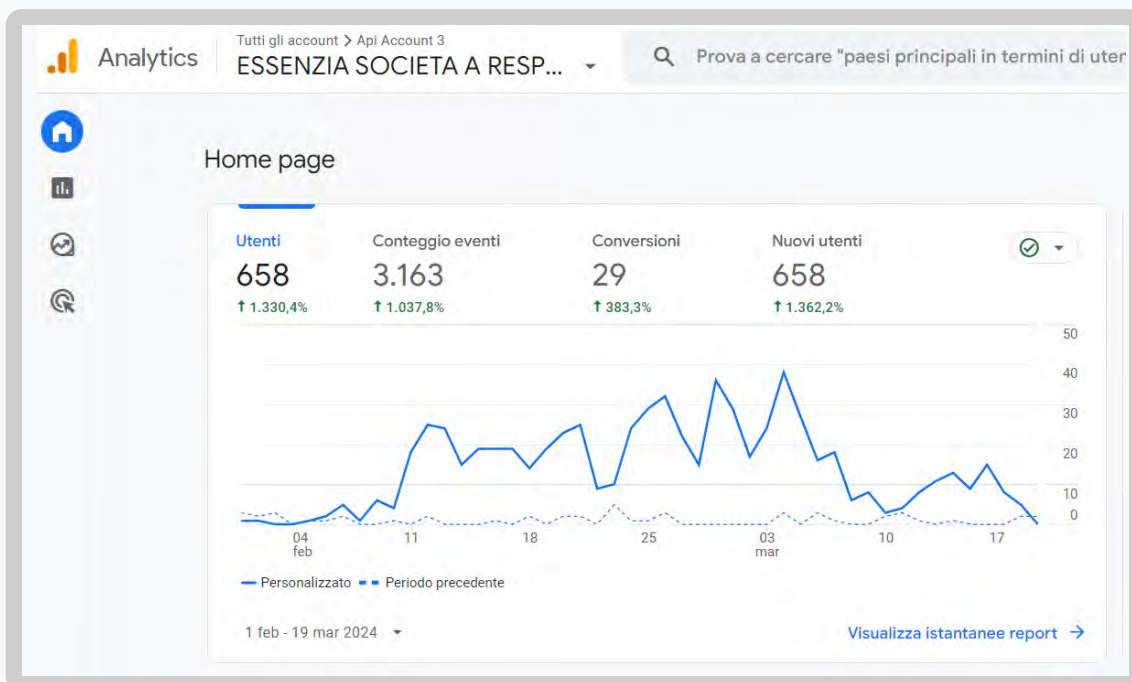 Analytics
Tutti gli account > Api Account 3
ESSENZIA SOCIETA A RESP...
Prova a cercare "paesi principali in termini di uter
Home page
Utenti
658
↑ 1.330,4%
Conteggio eventi
3.163
↑ 1.037,8%
Conversioni
29
↑ 383,3%
Nuovi utenti
658
↑ 1.362,2%
50
40
30
20
10
0
04 feb
11
18
25
03 mar
10
17
Personalizzato
Periodo precedente
1 feb - 19 mar 2024
Visualizza istantanee report →